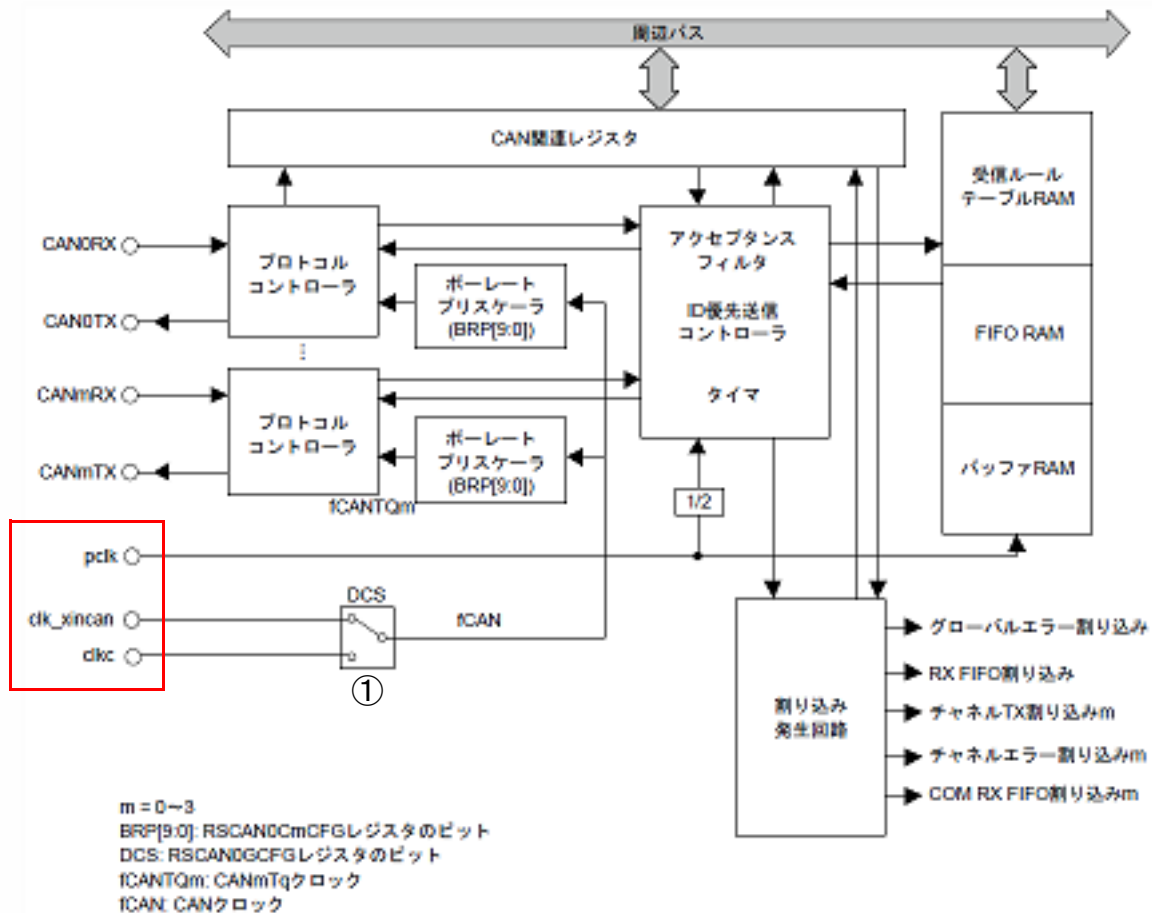 周辺バス
CAN関連レジスタ
受信ルール
テーブルRAM
FIFO RAM
バッファRAM
CAN0RX
CAN0TX
プロトコル
コントローラ
ボーレート
プリスケーラ
(BRP[9:0])
アクセプタンス
フィルタ
ID優先送信
コントローラ
タイマ
⋮
CANmRX
CANmTX
プロトコル
コントローラ
ボーレート
プリスケーラ
(BRP[9:0])
fCANTQm
1/2
pclk
clk_xincan
clkc
DCS
fCAN
①
割り込み
発生回路
グローバルエラー割り込み
RX FIFO割り込み
チャネルTX割り込みm
チャネルエラー割り込みm
COM RX FIFO割り込みm
m = 0～3
BRP[9:0]: RSCAN0CmCFGレジスタのビット
DCS: RSCAN0GCFGレジスタのビット
fCANTQm: CANmTqクロック
fCAN: CANクロック